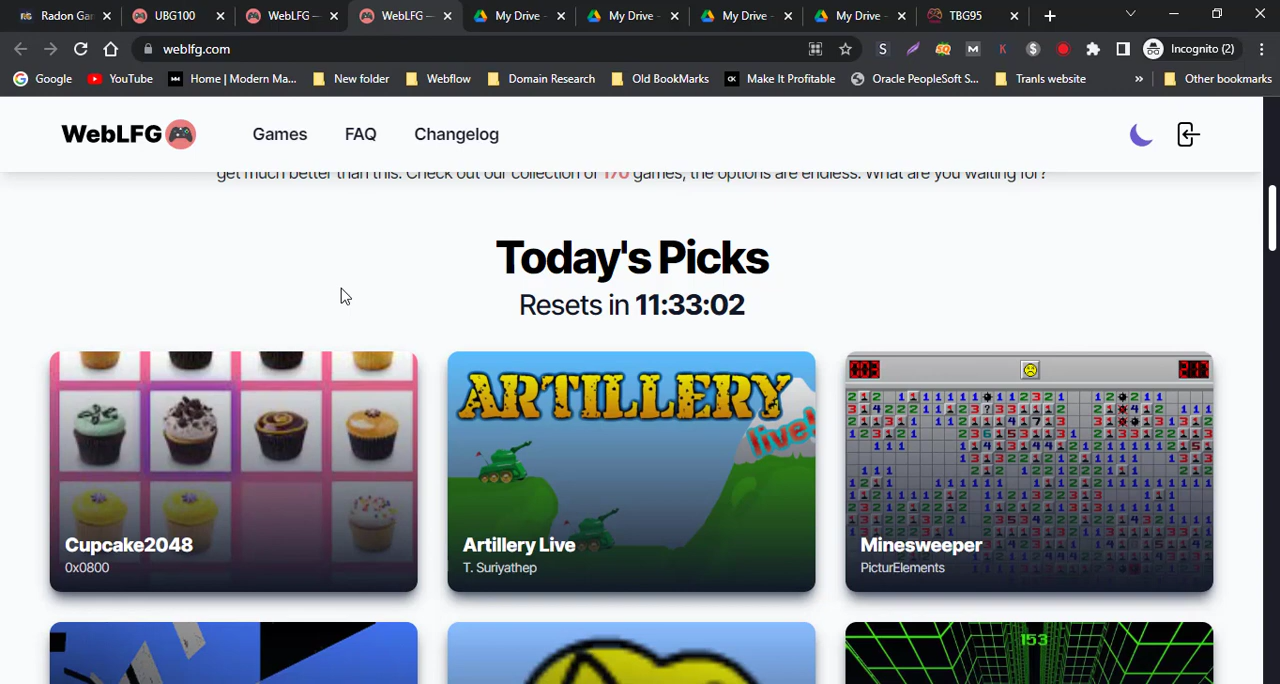 Radon Gar
UBG100
WebLFG —
WebLFG —
My Drive -
My Drive -
My Drive -
My Drive -
TBG95
weblfg.com
Incognito (2)
Google
YouTube
Home | Modern Ma...
New folder
Webflow
Domain Research
Old BookMarks
Make It Profitable
Oracle PeopleSoft S...
Tranls website
»
Other bookmarks
WebLFG
Games
FAQ
Changelog
get much better than this. Check out our collection of 170 games, the options are endless. What are you waiting for?
Today's Picks
Resets in 11:33:02
ARTILLERY
live!
Cupcake2048
0x0800
Artillery Live
T. Suriyathep
Minesweeper
PicturElements
153